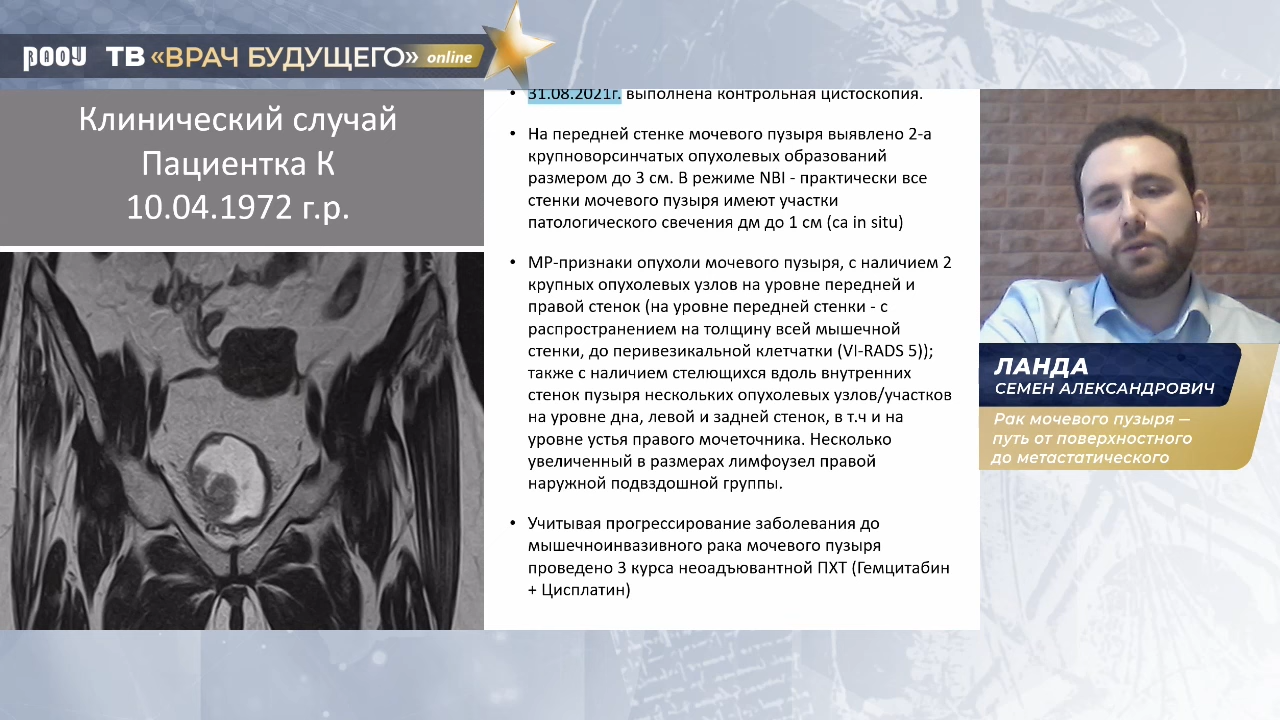 РООУ ТВ «ВРАЧ БУДУЩЕГО» online
Клинический случай
Пациентка К
10.04.1972 г.р.
• 31.08.2021г. выполнена контрольная цистоскопия.
• На передней стенке мочевого пузыря выявлено 2-а
крупноворсинчатых опухолевых образований
размером до 3 см. В режиме NBI - практически все
стенки мочевого пузыря имеют участки
патологического свечения дм до 1 см (ca in situ)
• МР-признаки опухоли мочевого пузыря, с наличием 2
крупных опухолевых узлов на уровне передней и
правой стенок (на уровне передней стенки - с
распространением на толщину всей мышечной
стенки, до перивезикальной клетчатки (VI-RADS 5));
также с наличием стелющихся вдоль внутренних
стенок пузыря нескольких опухолевых узлов/участков
на уровне дна, левой и задней стенок, в т.ч и на
уровне устья правого мочеточника. Несколько
увеличенный в размерах лимфоузел правой
наружной подвздошной группы.
• Учитывая прогрессирование заболевания до
мышечноинвазивного рака мочевого пузыря
проведено 3 курса неоадъювантной ПХТ (Гемцитабин
+ Цисплатин)
ЛАНДА
СЕМЕН АЛЕКСАНДРОВИЧ
Рак мочевого пузыря –
путь от поверхностного
до метастатического